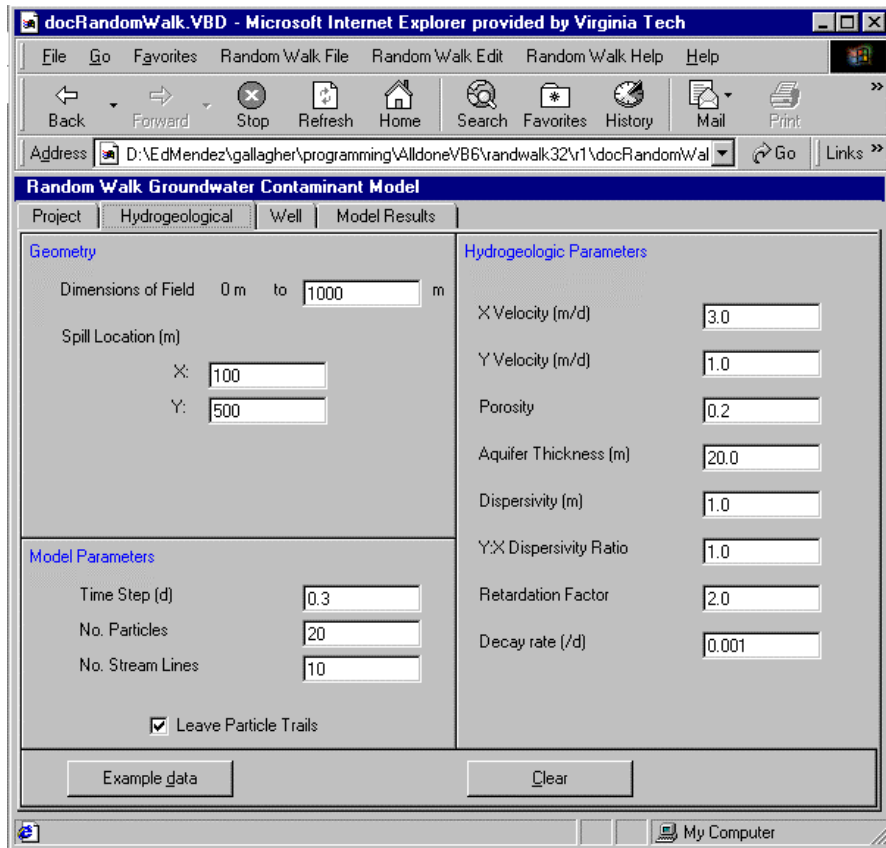 docRandomWalk.VBD - Microsoft Internet Explorer provided by Virginia Tech
File Go Favorites Random Walk File Random Walk Edit Random Walk Help Help
Back Forward Stop Refresh Home Search Favorites History Mail Print »
Address D:\EdMendez\gallagher\programming\AlldoneVB6\randwalk32\r1\docRandomWal Go Links »
Random Walk Groundwater Contaminant Model
Project Hydrogeological Well Model Results
Geometry
Dimensions of Field 0 m to 1000 m
Spill Location (m)
X: 100
Y: 500
Model Parameters
Time Step (d) 0.3
No. Particles 20
No. Stream Lines 10
Leave Particle Trails
Hydrogeologic Parameters
X Velocity (m/d) 3.0
Y Velocity (m/d) 1.0
Porosity 0.2
Aquifer Thickness (m) 20.0
Dispersivity (m) 1.0
Y:X Dispersivity Ratio 1.0
Retardation Factor 2.0
Decay rate (/d) 0.001
Example data Clear
My Computer